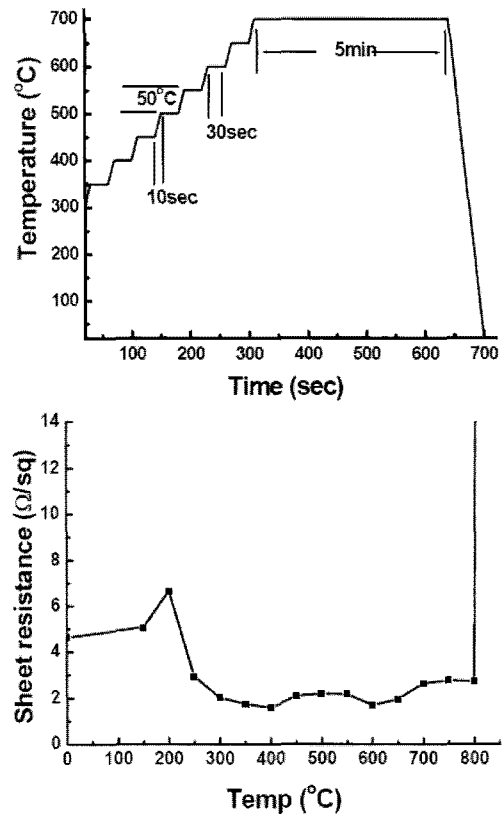 Temperature (°C)
700
600
500
400
300
200
100
5min
50°C
30sec
10sec
100 200 300 400 500 600 700
Time (sec)
Sheet resistance (Ω/sq)
14
12
10
8
6
4
2
0
0 100 200 300 400 500 600 700 800
Temp (°C)